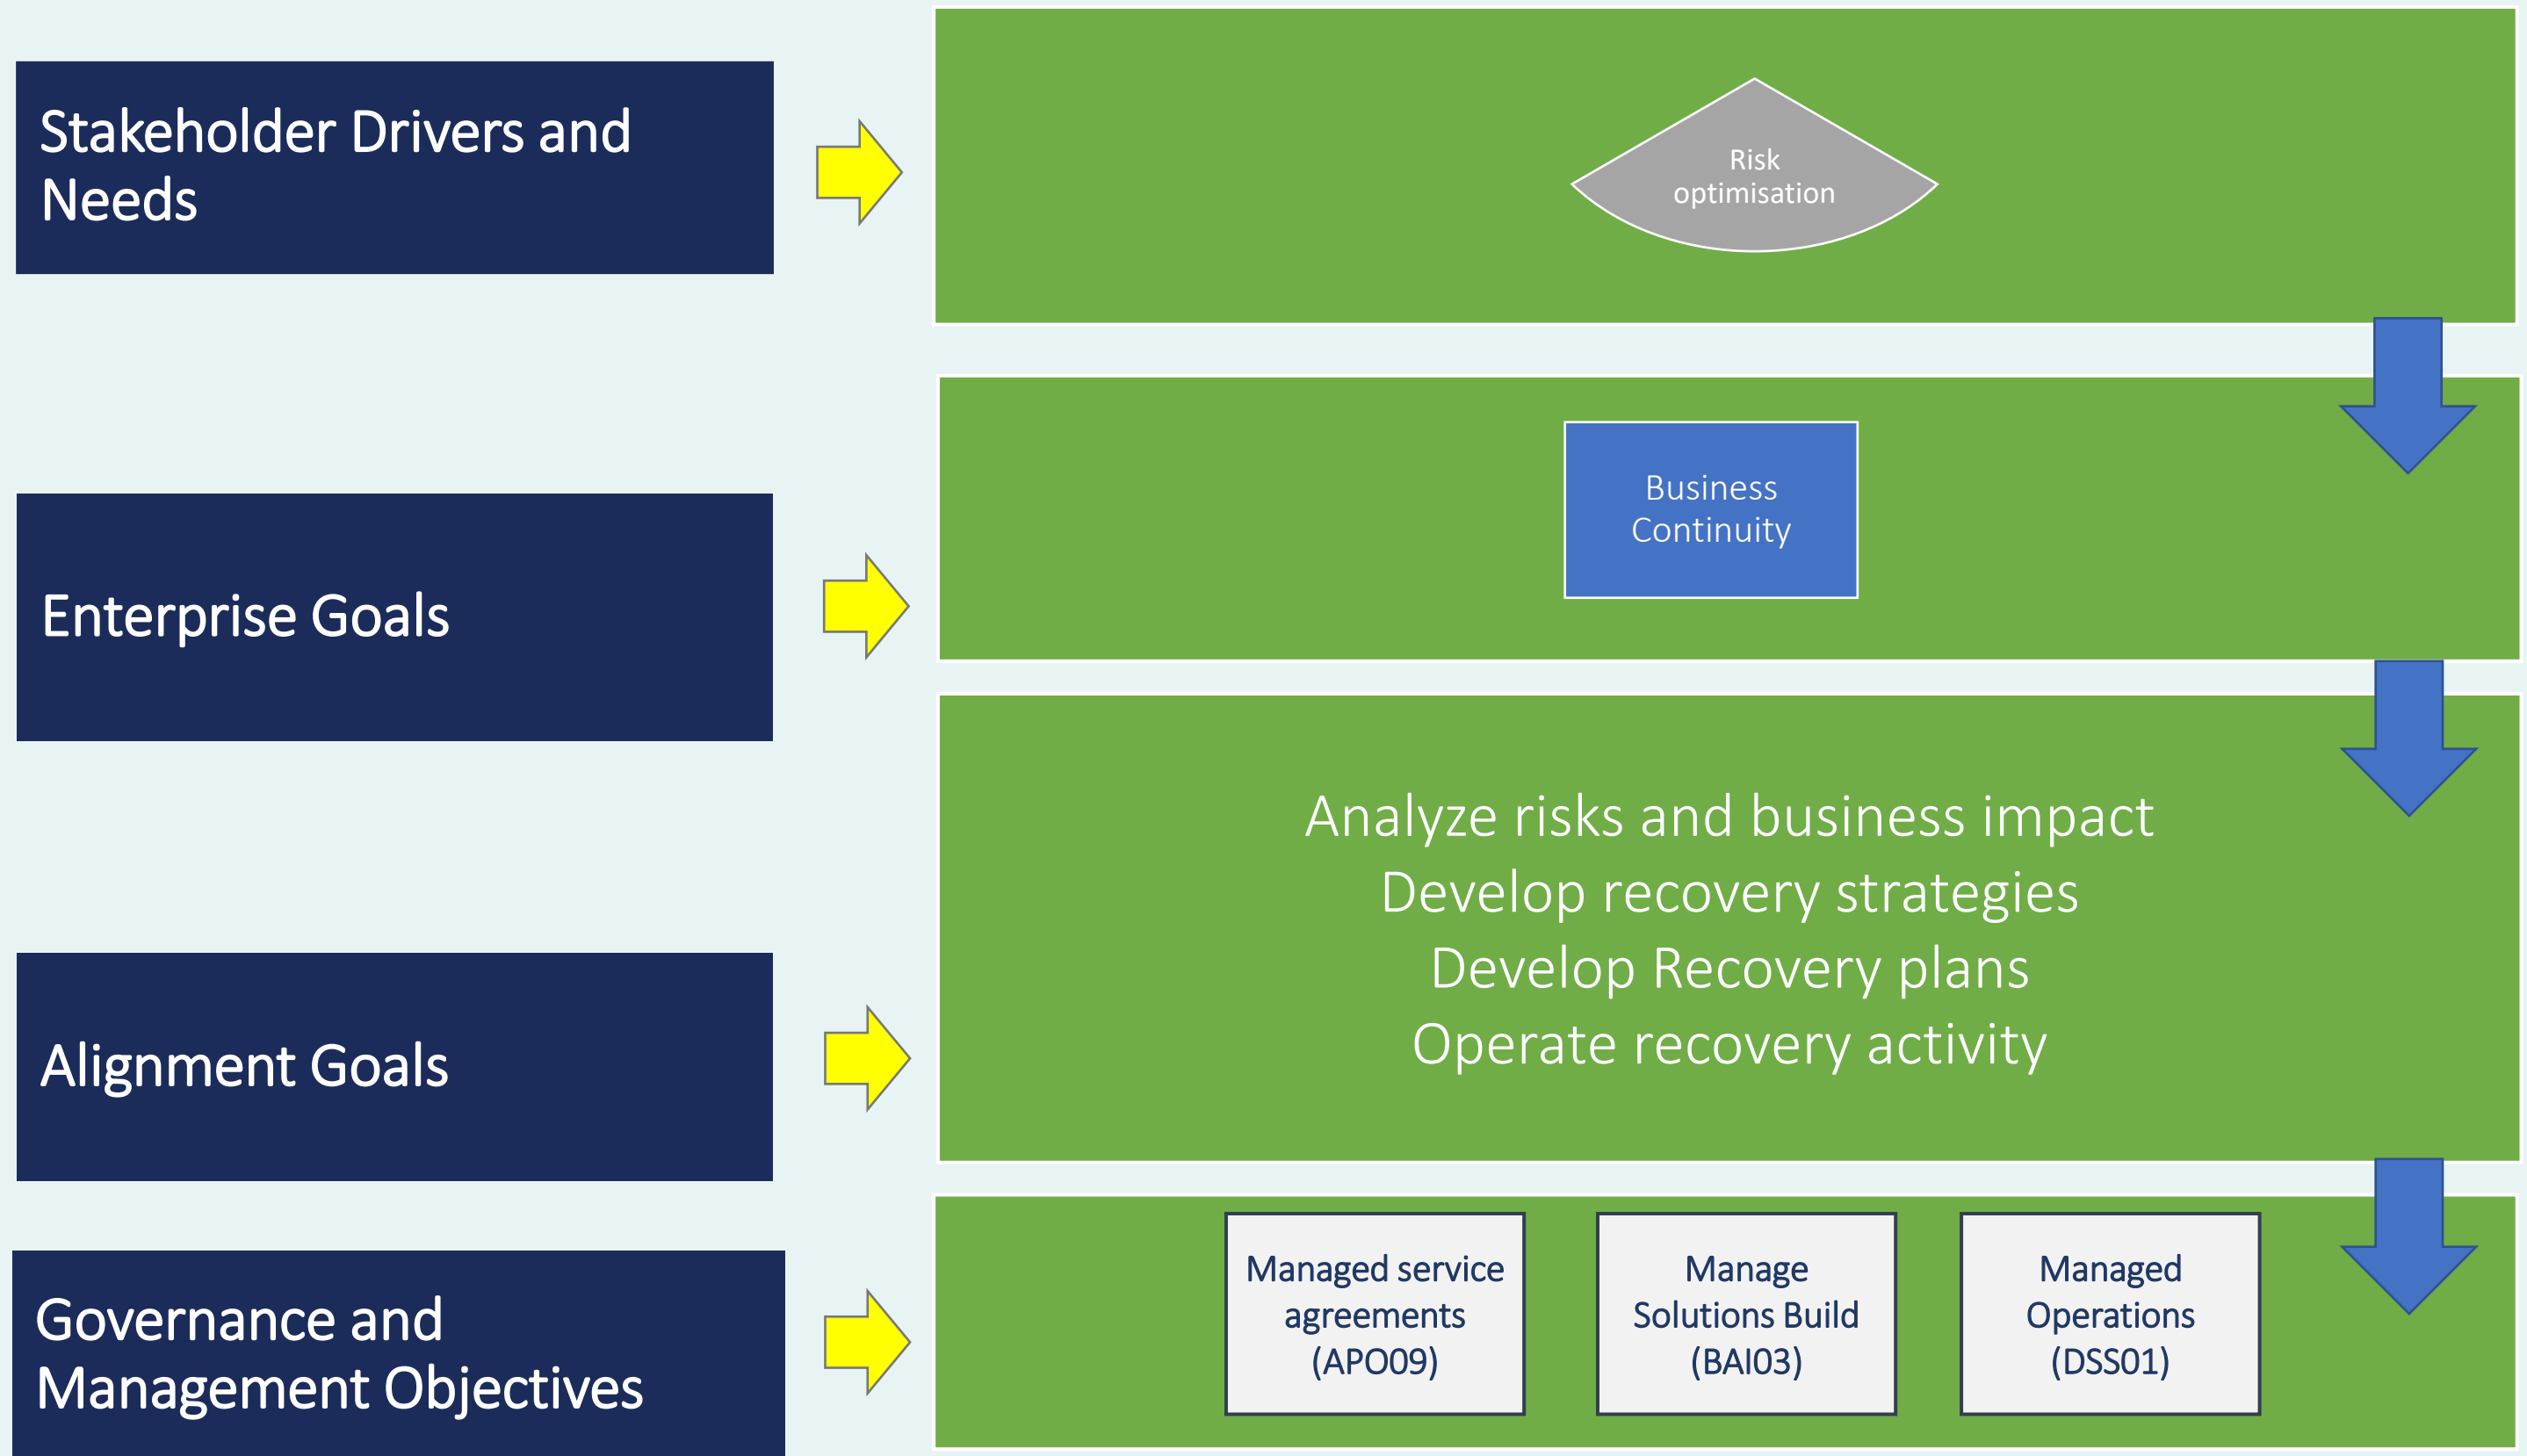 Stakeholder Drivers and
Needs
Risk
optimisation
Enterprise Goals
Business
Continuity
Alignment Goals
Analyze risks and business impact
Develop recovery strategies
Develop Recovery plans
Operate recovery activity
Governance and
Management Objectives
Managed service
agreements
(APO09)
Manage
Solutions Build
(BAI03)
Managed
Operations
(DSS01)